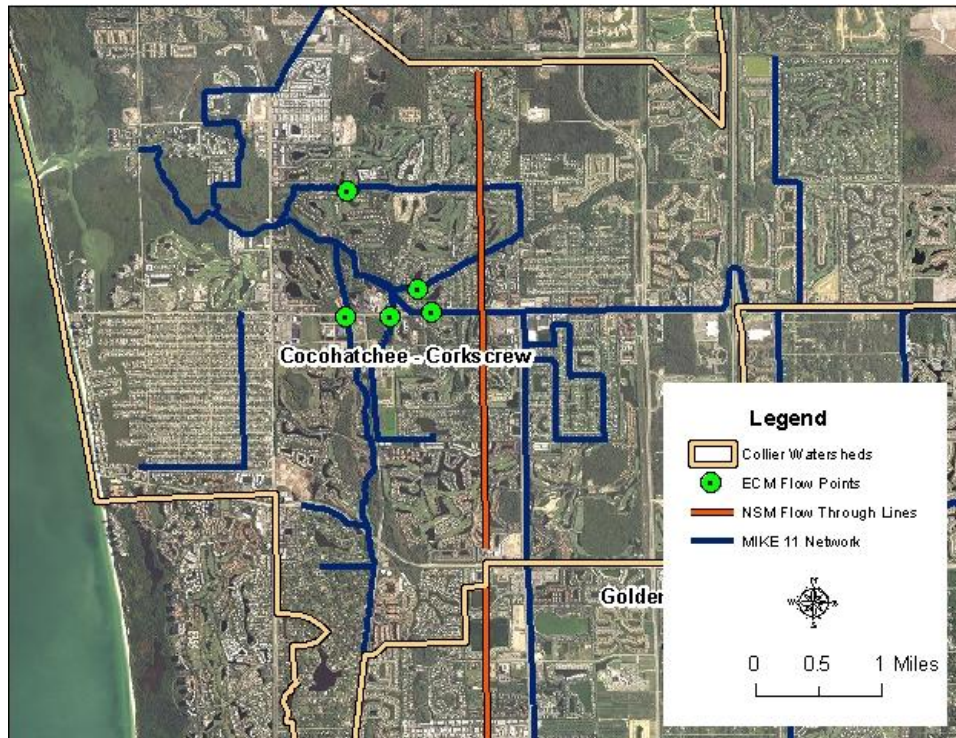 Cocohatchee - Corkscrew
Golden
Legend
Collier Watersheds
ECM Flow Points
NSM Flow Through Lines
MIKE 11 Network
N
W E
S
0 0.5 1 Miles